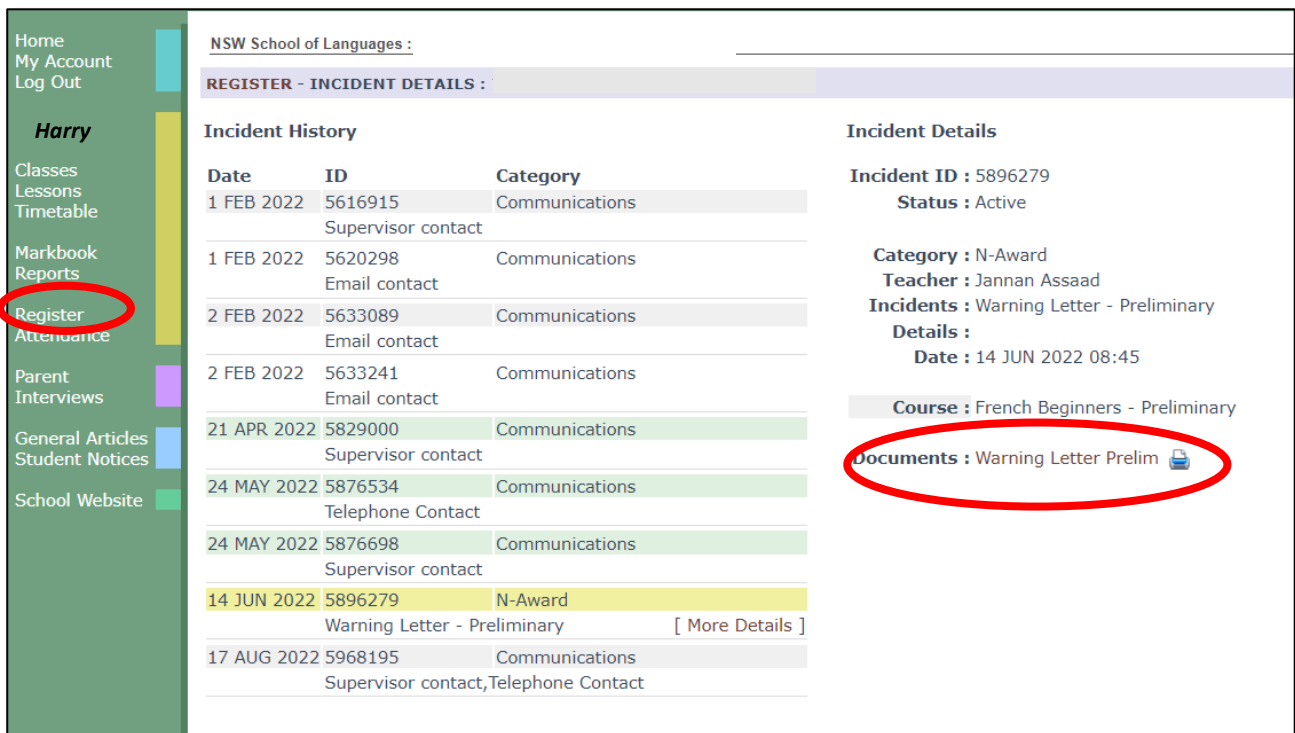 Home
My Account
Log Out
Harry
Classes
Lessons
Timetable
Markbook
Reports
Register
Attendance
Parent
Interviews
General Articles
Student Notices
School Website
NSW School of Languages :
REGISTER - INCIDENT DETAILS :
Incident History
Date ID Category
1 FEB 2022 5616915 Communications
Supervisor contact
1 FEB 2022 5620298 Communications
Email contact
2 FEB 2022 5633089 Communications
Email contact
2 FEB 2022 5633241 Communications
Email contact
21 APR 2022 5829000 Communications
Supervisor contact
24 MAY 2022 5876534 Communications
Telephone Contact
24 MAY 2022 5876698 Communications
Supervisor contact
14 JUN 2022 5896279 N-Award
Warning Letter - Preliminary [ More Details ]
17 AUG 2022 5968195 Communications
Supervisor contact,Telephone Contact
Incident Details
Incident ID : 5896279
Status : Active
Category : N-Award
Teacher : Jannan Assaad
Incidents : Warning Letter - Preliminary
Details :
Date : 14 JUN 2022 08:45
Course : French Beginners - Preliminary
Documents : Warning Letter Prelim